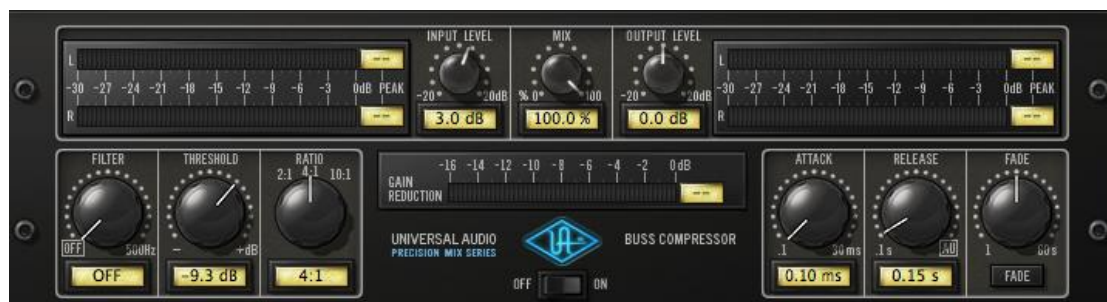 INPUT LEVEL MIX OUTPUT LEVEL
L -- L --
-30 -27 -24 -21 -18 -15 -12 -9 -6 -3 0dB PEAK -20 20dB % 0 100 -20 20dB -30 -27 -24 -21 -18 -15 -12 -9 -6 -3 0dB PEAK
R -- 3.0 dB 100.0 % 0.0 dB R --
FILTER THRESHOLD RATIO
2:1 4:1 10:1
OFF 500Hz - +dB
OFF -9.3 dB 4:1
-16 -14 -12 -10 -8 -6 -4 -2 0dB
GAIN
REDUCTION --
UNIVERSAL AUDIO
PRECISION MIX SERIES
UA
BUSS COMPRESSOR
OFF ON
ATTACK RELEASE FADE
.1 30ms .1s AU 1 60s
0.10 ms 0.15 s FADE